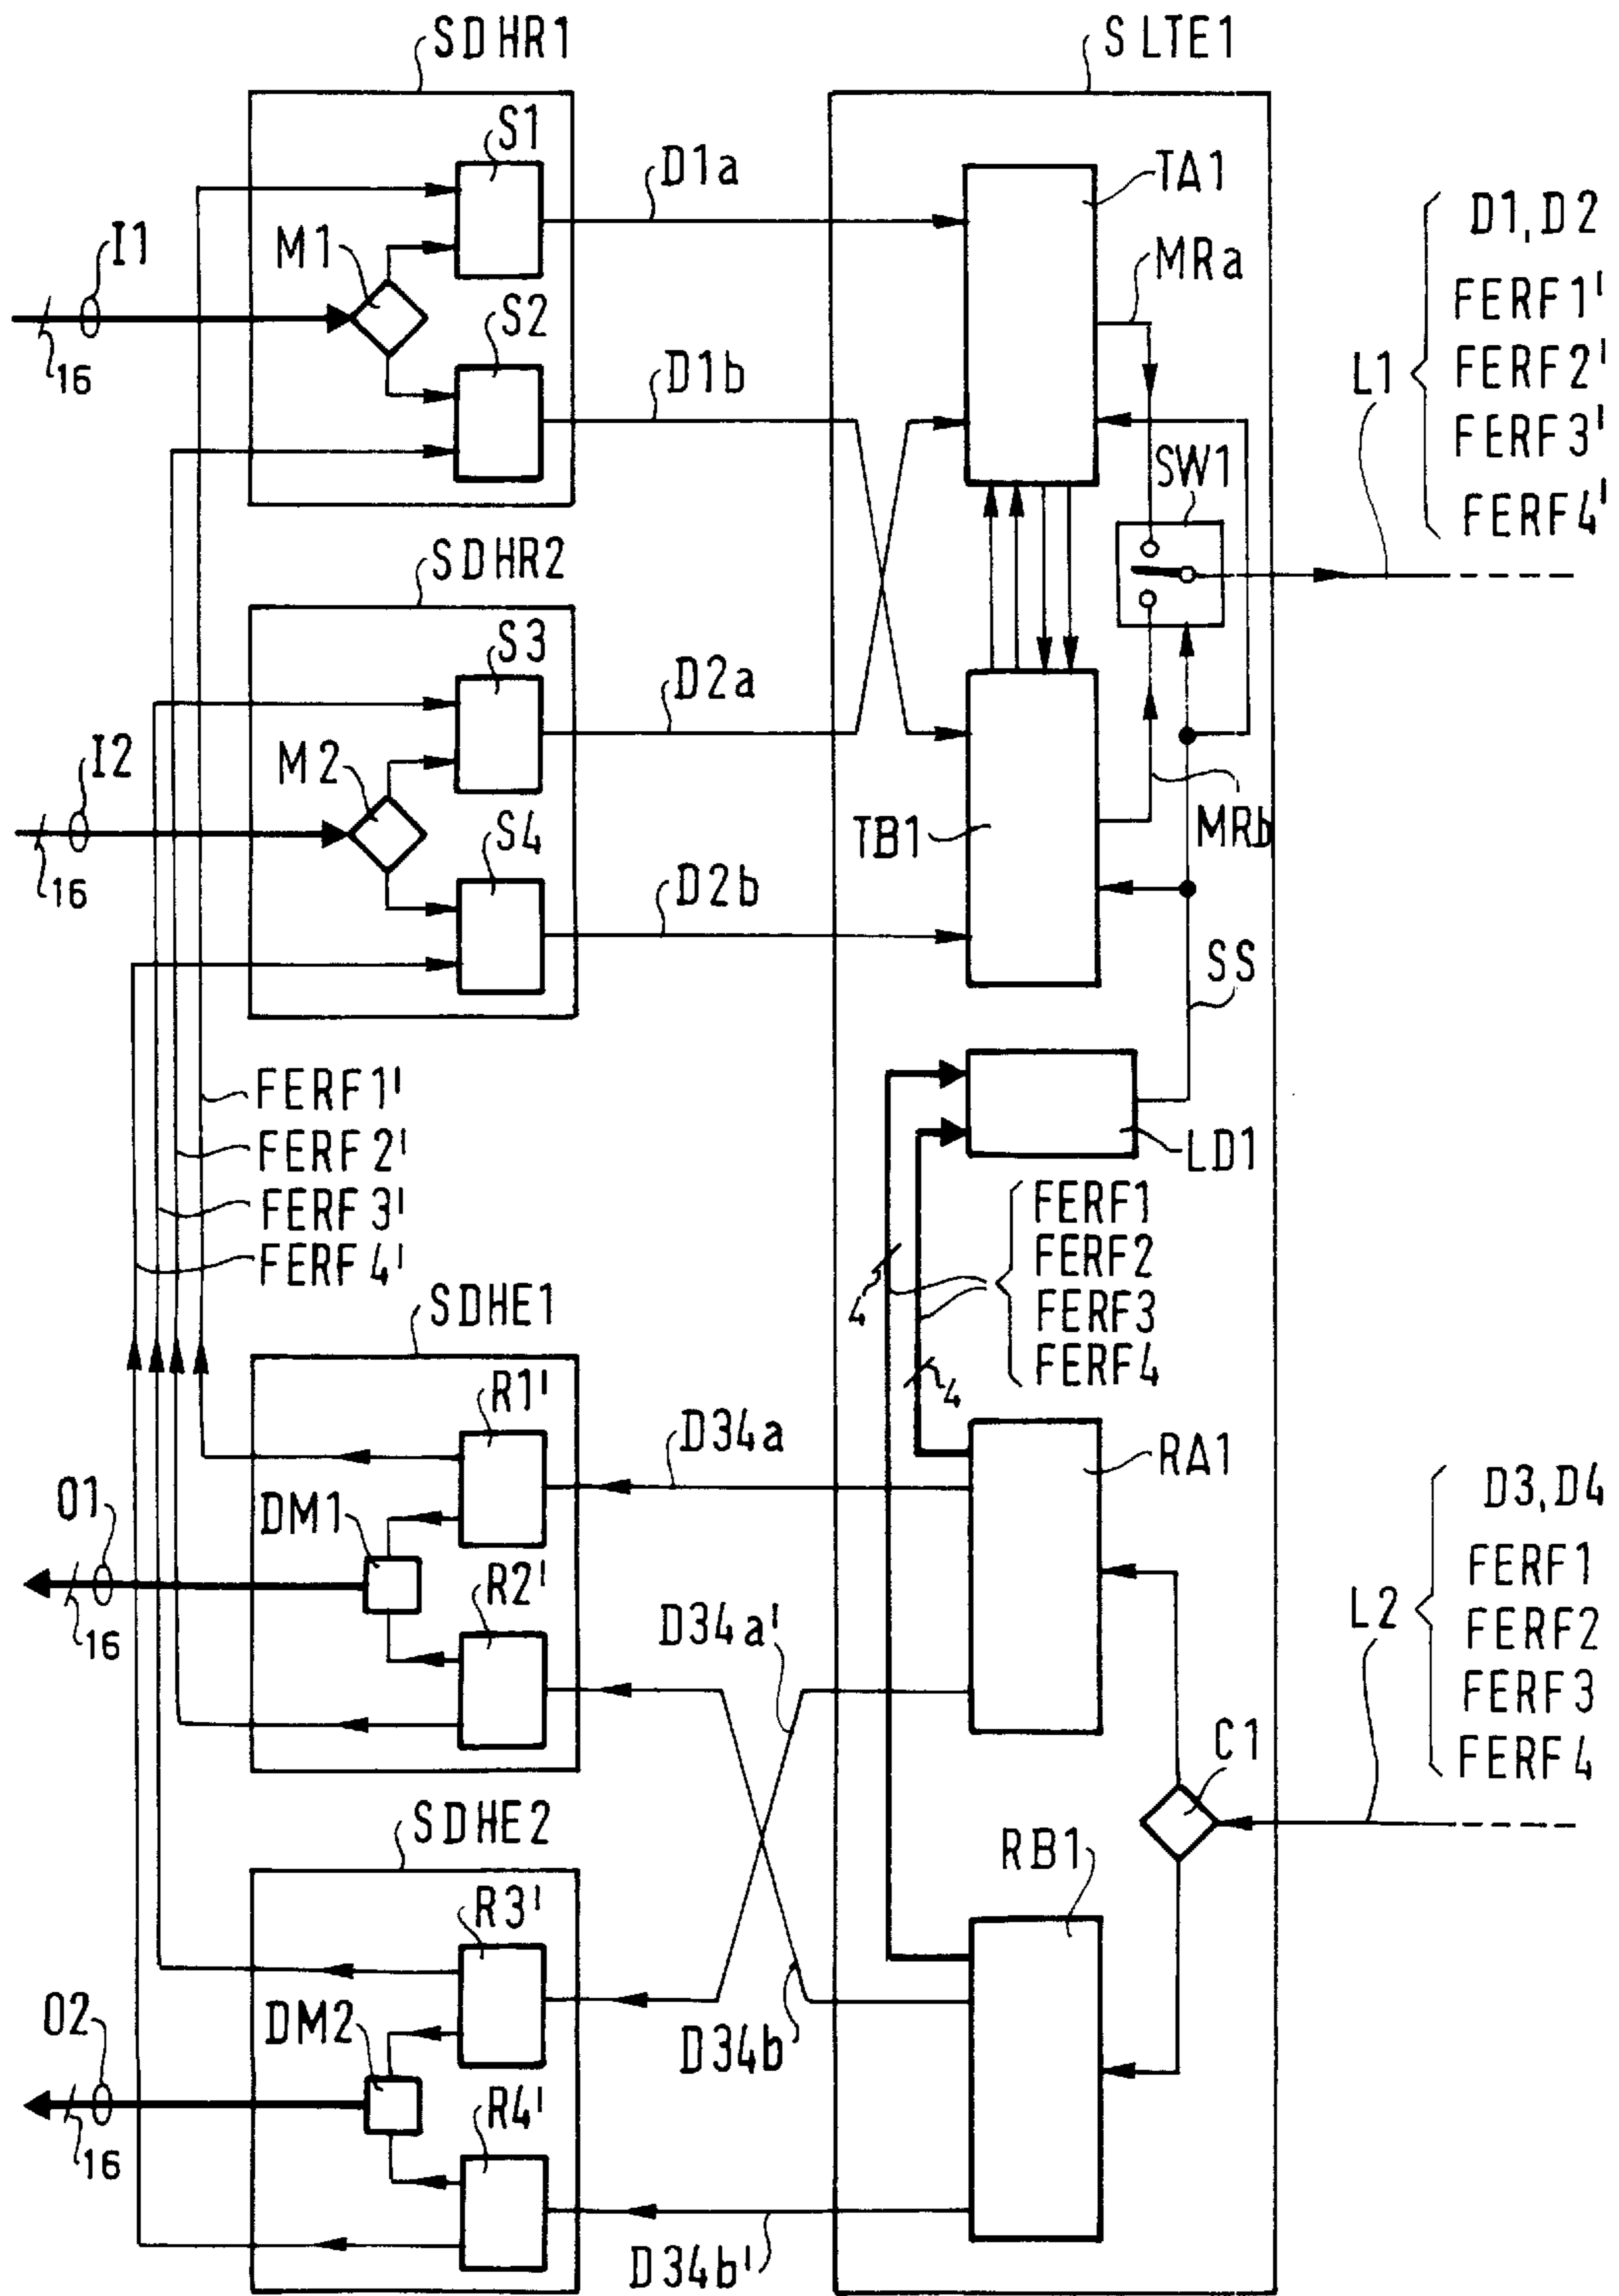 SDHR1
SLTE1
S1
D1a
TA1
D1,D2
I1
M1
MRa
FERF1'
S2
FERF2'
16
D1b
L1
FERF3'
SW1
FERF4'
SDHR2
S3
D2a
I2
M2
S4
TB1
MRb
16
D2b
SS
FERF1'
FERF2'
LD1
FERF3'
FERF1
FERF4'
FERF2
SDHE1
4
FERF3
FERF4
R1'
4
D34a
RA1
O1
DM1
D3,D4
R2'
FERF1
D34a'
L2
FERF2
16
FERF3
C1
FERF4
SDHE2
RB1
R3'
O2
DM2
D34b
R4'
16
D34b'